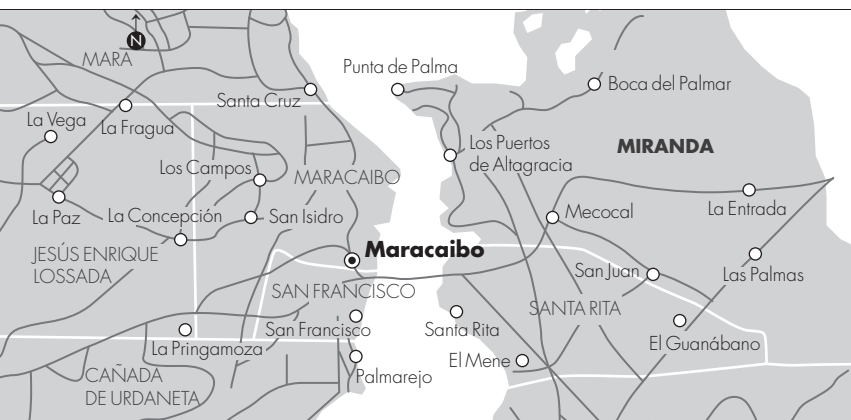 N
MARA
Punta de Palma
Boca del Palmar
Santa Cruz
La Vega
La Fragua
MIRANDA
Los Puertos
de Altagracia
Los Campos
MARACAIBO
La Paz
La Concepción
San Isidro
Mecocal
La Entrada
JESÚS ENRIQUE
LOSSADA
Maracaibo
San Juan
Las Palmas
SAN FRANCISCO
SANTA RITA
San Francisco
Santa Rita
El Guanábano
La Pringamoza
El Mene
CAÑADA
DE URDANETA
Palmarejo